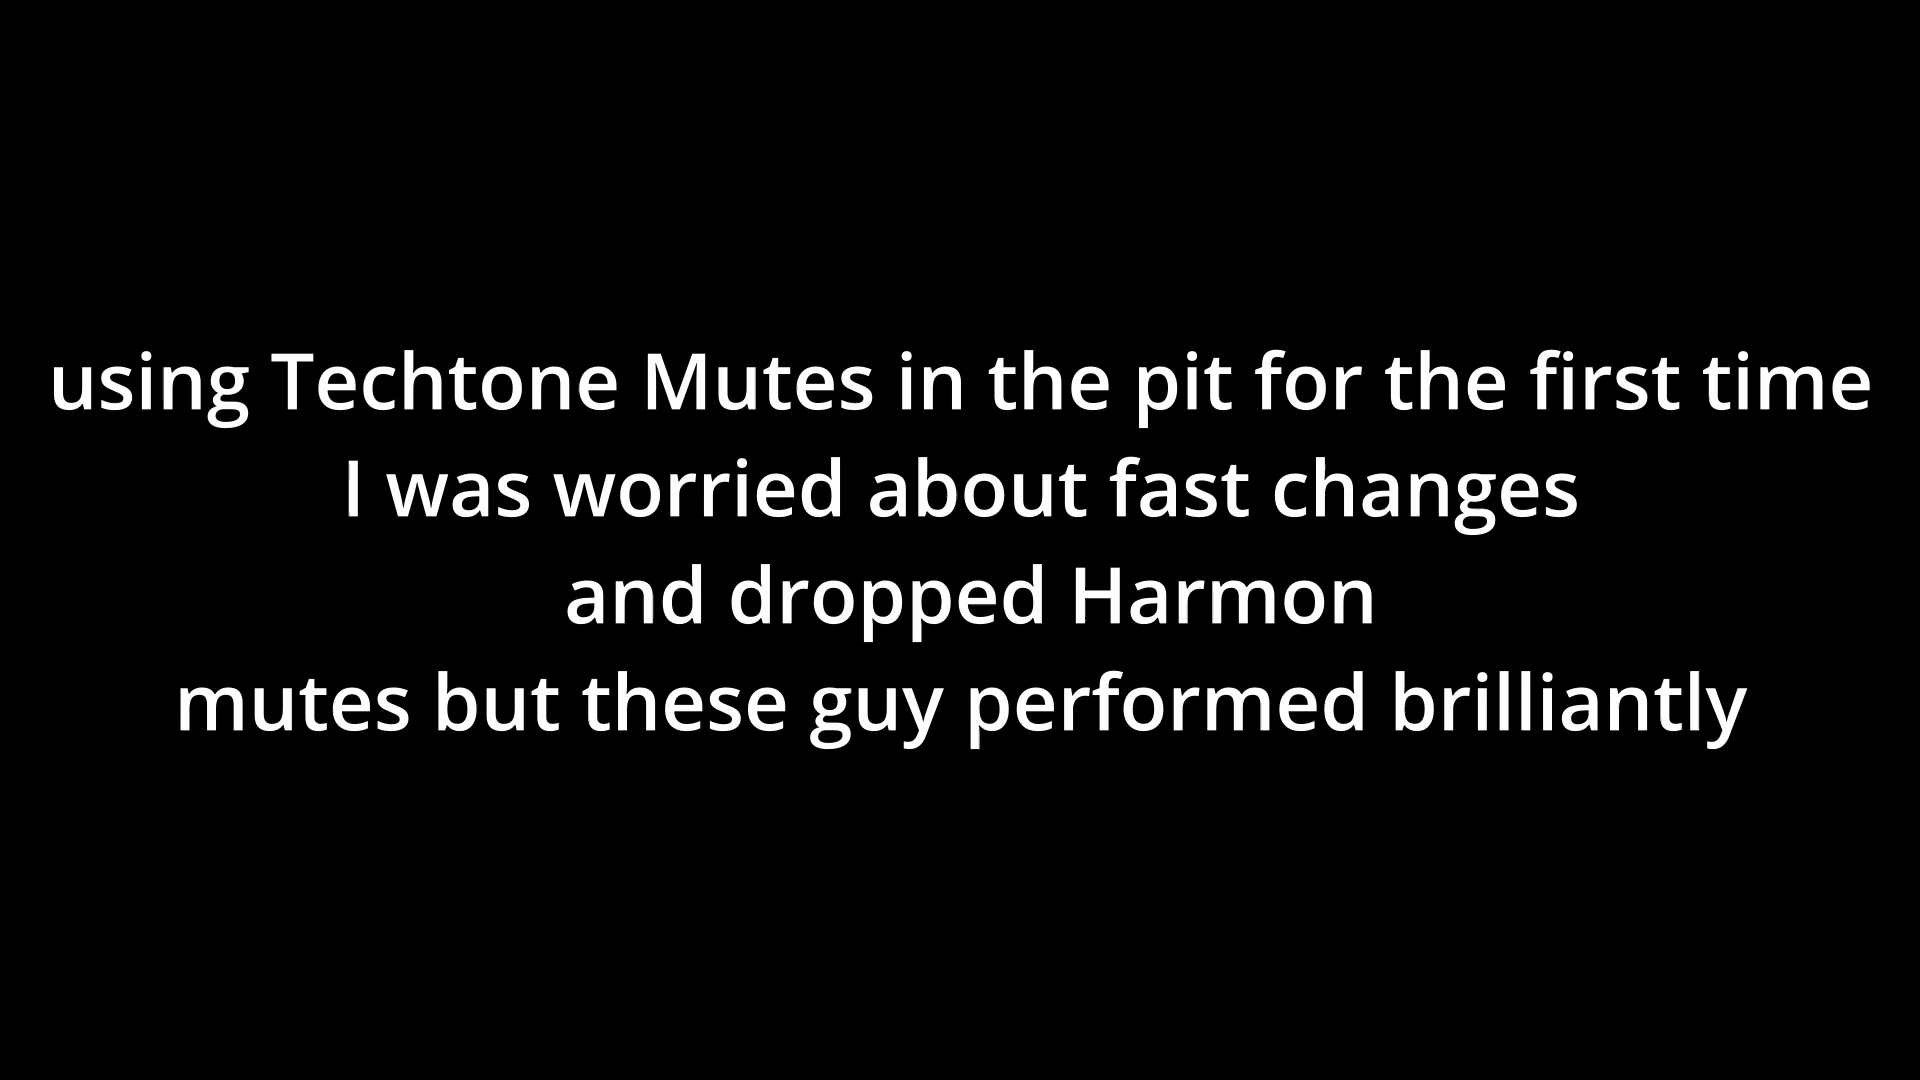 using Techtone Mutes in the pit for the first time
I was worried about fast changes
and dropped Harmon
mutes but these guy performed brilliantly